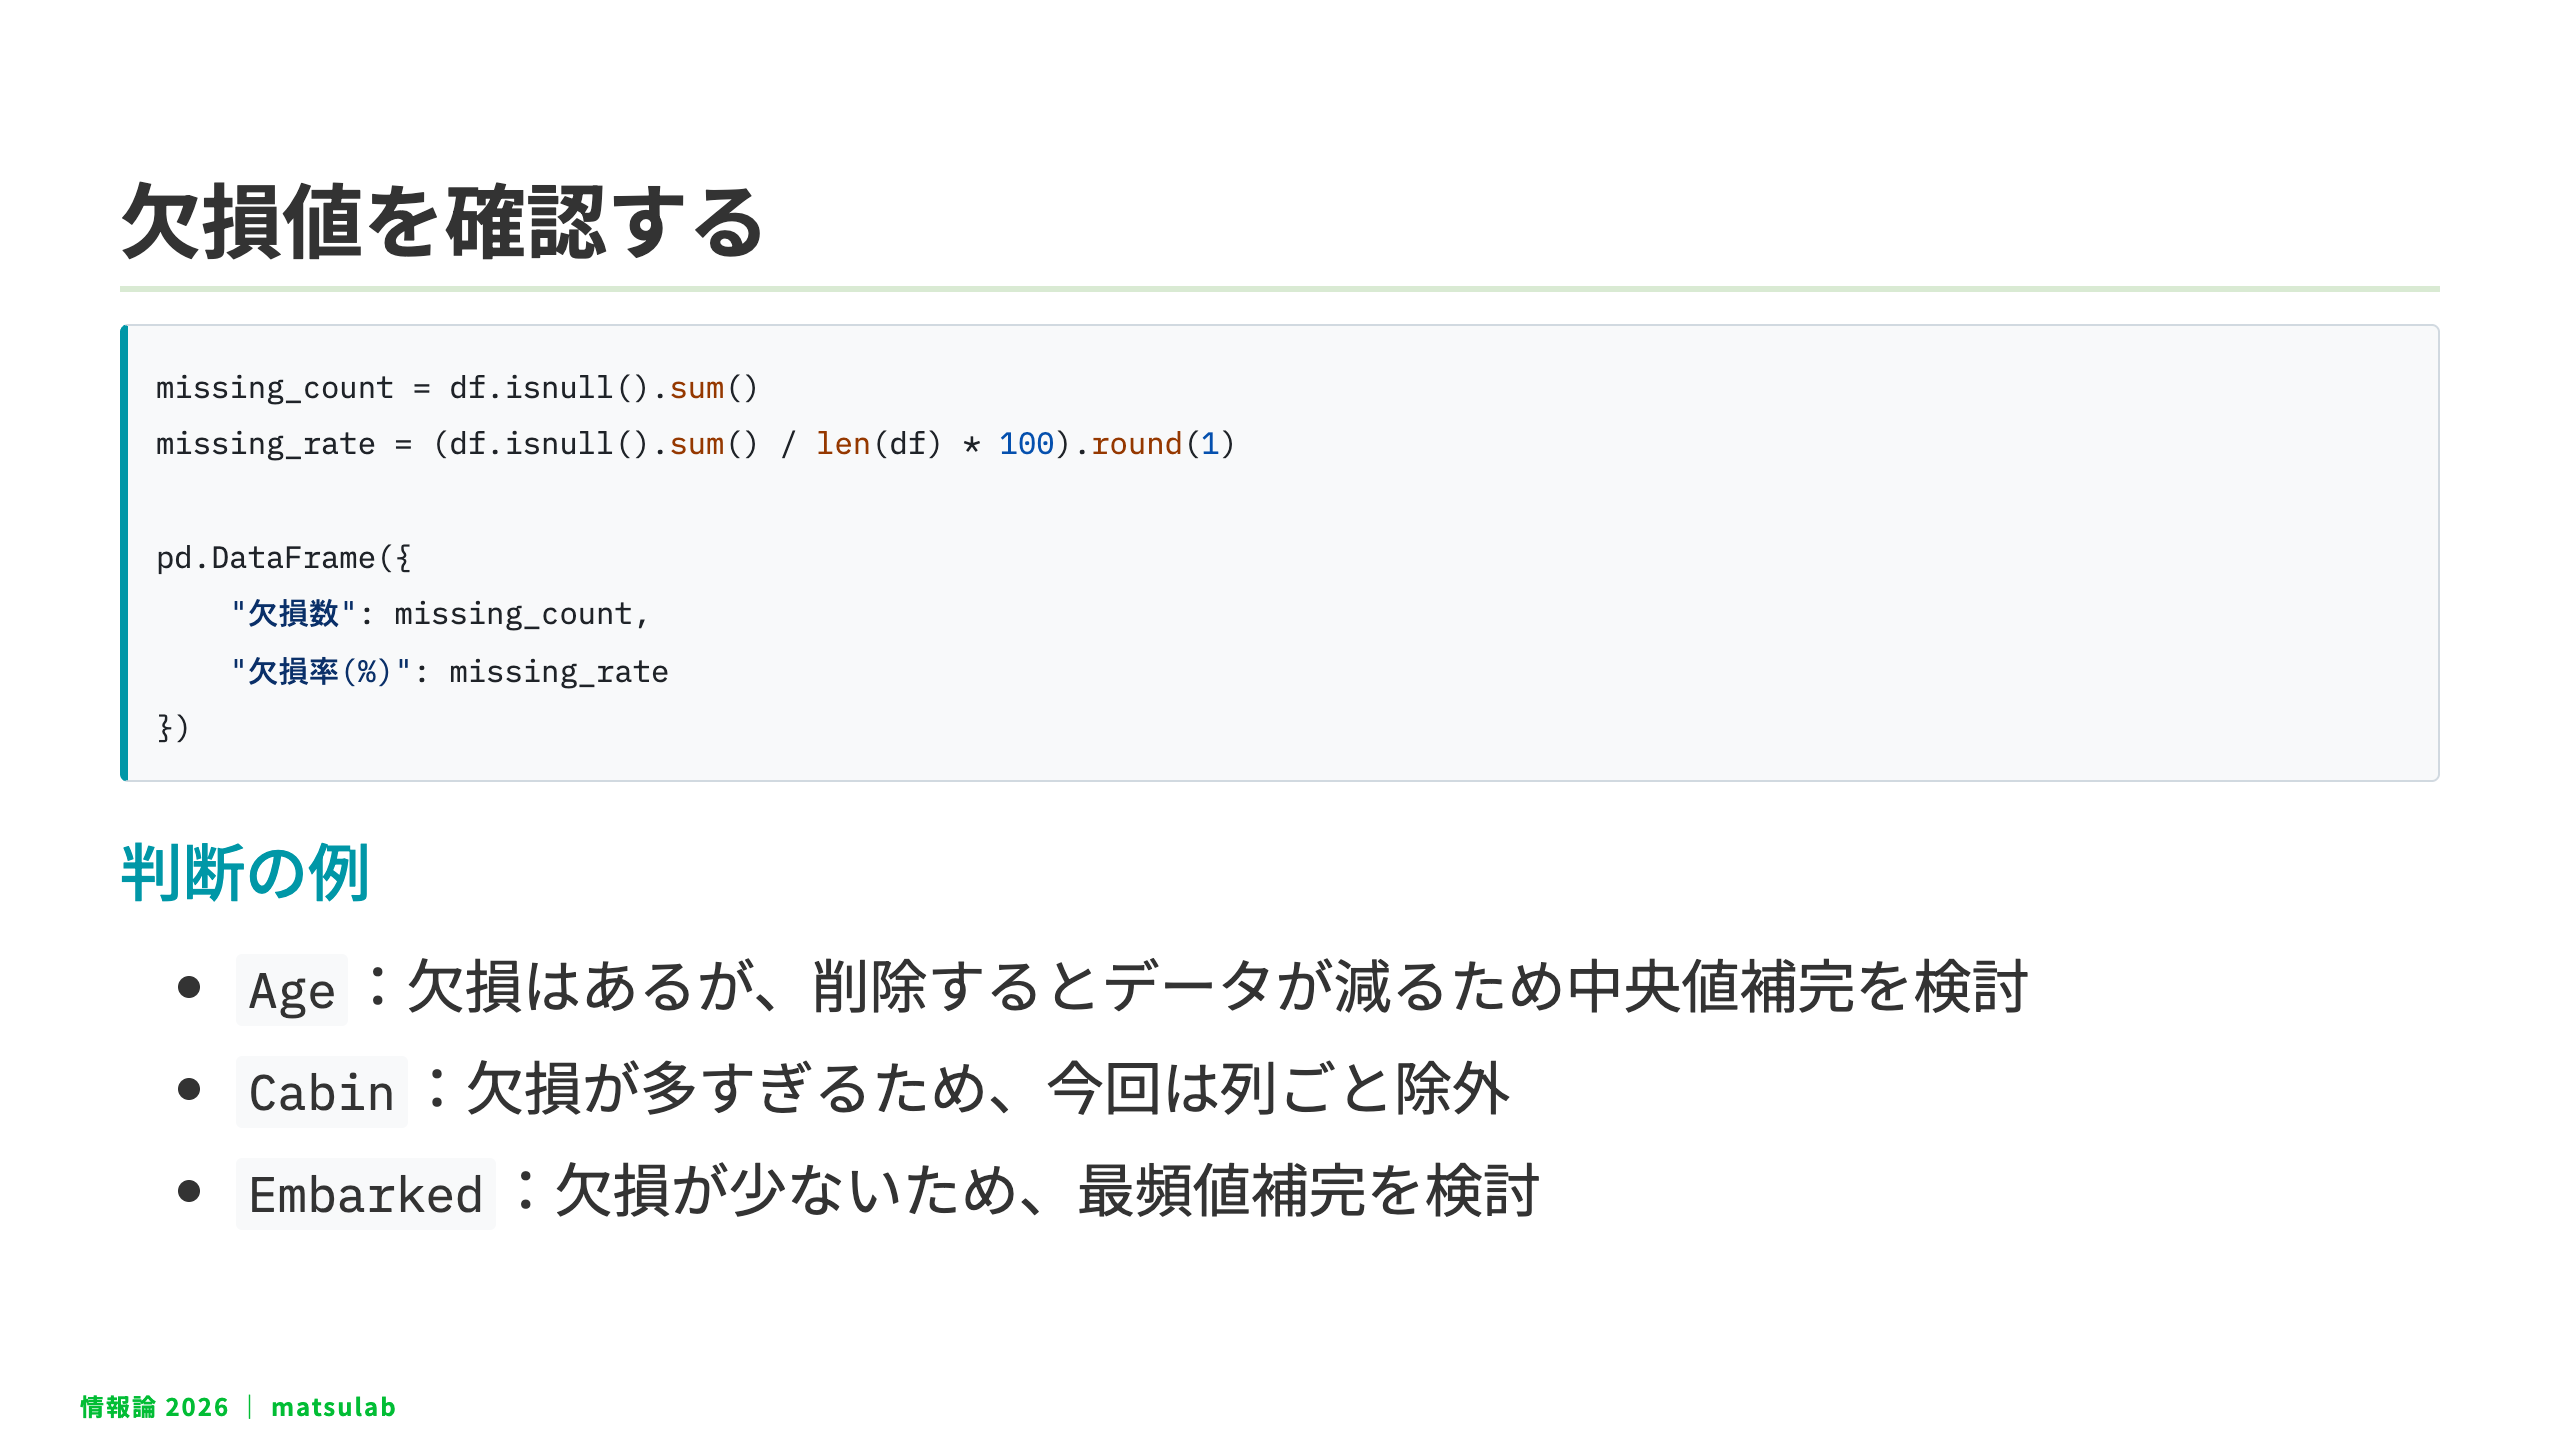 欠損値を確認する
missing_count = df.isnull().sum()
missing_rate = (df.isnull().sum() / len(df) * 100).round(1)
pd.DataFrame({
    "欠損数": missing_count,
    "欠損率(%)": missing_rate
})
判断の例
• Age：欠損はあるが、削除するとデータが減るため中央値補完を検討
• Cabin：欠損が多すぎるため、今回は列ごと除外
• Embarked：欠損が少ないため、最頻値補完を検討
情報論 2026 ｜ matsulab